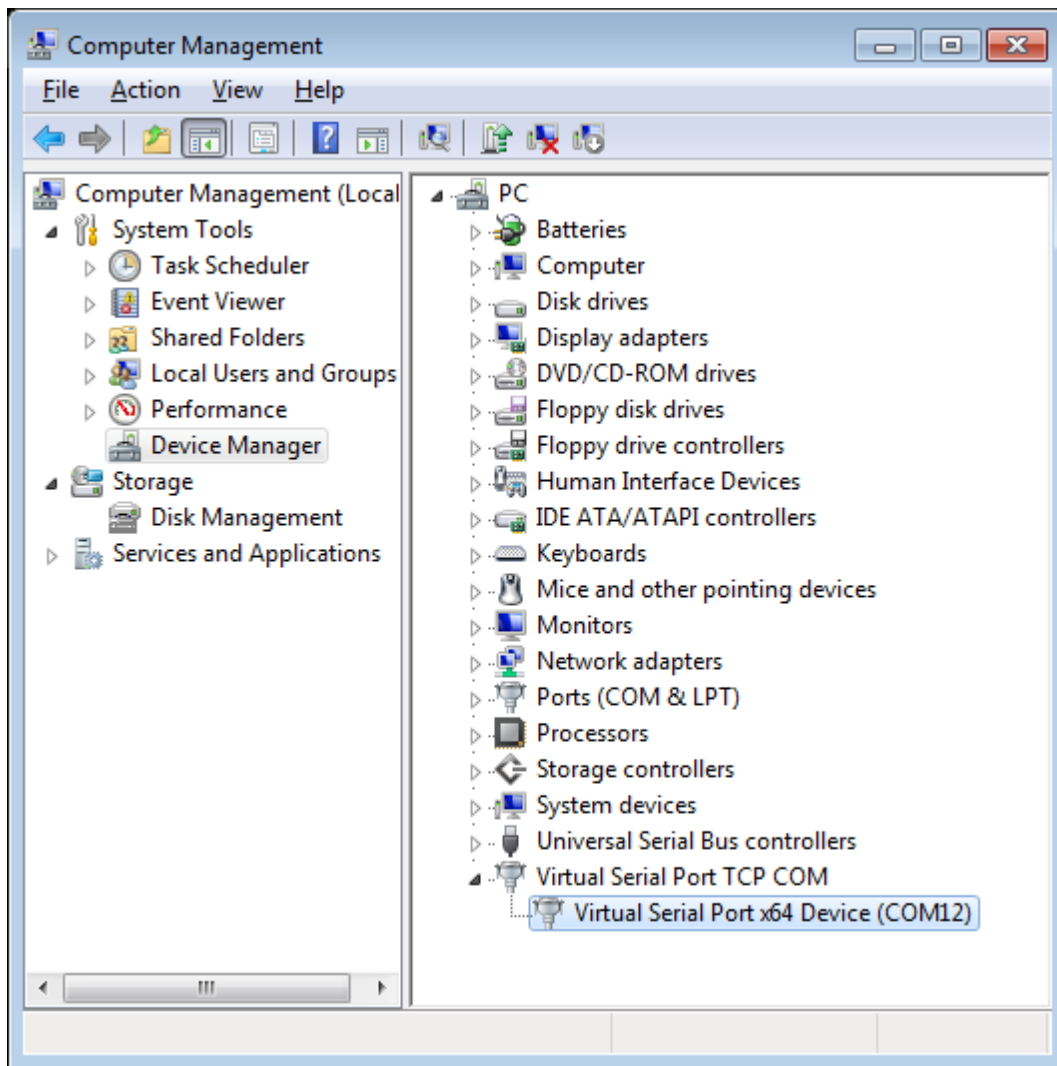 Computer Management
File Action View Help
Computer Management (Local
System Tools
Task Scheduler
Event Viewer
Shared Folders
Local Users and Groups
Performance
Device Manager
Storage
Disk Management
Services and Applications
PC
Batteries
Computer
Disk drives
Display adapters
DVD/CD-ROM drives
Floppy disk drives
Floppy drive controllers
Human Interface Devices
IDE ATA/ATAPI controllers
Keyboards
Mice and other pointing devices
Monitors
Network adapters
Ports (COM & LPT)
Processors
Storage controllers
System devices
Universal Serial Bus controllers
Virtual Serial Port TCP COM
Virtual Serial Port x64 Device (COM12)